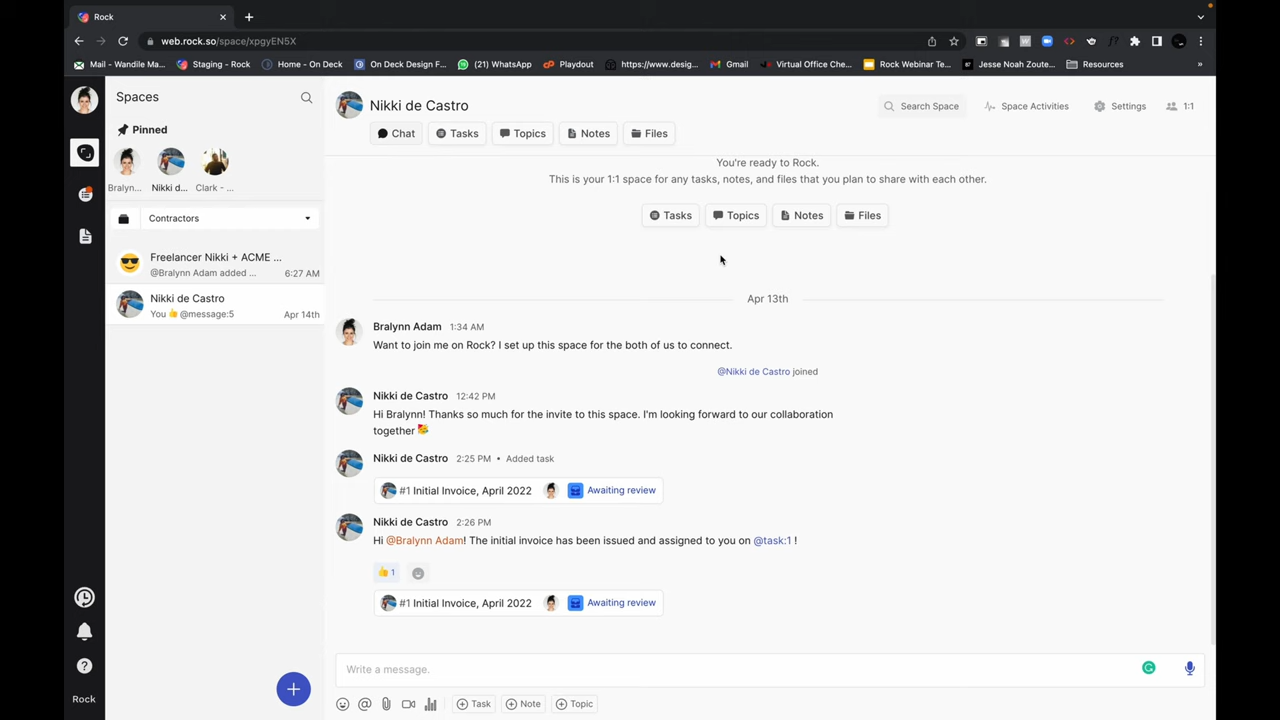 Rock
web.rock.so/space/xpgyEN5X
Mail - Wandile Ma...
Staging - Rock
Home - On Deck
On Deck Design F...
(21) WhatsApp
Playdout
https://www.desig...
Gmail
Virtual Office Che...
Rock Webinar Te...
Jesse Noah Zoute...
Resources
»
Spaces
Pinned
Bralyn...
Nikki d...
Clark - ...
Contractors
Freelancer Nikki + ACME ...
@Bralynn Adam added ... 6:27 AM
Nikki de Castro
You 👍 @message:5 Apr 14th
Rock
Nikki de Castro
Search Space
Space Activities
Settings
1:1
Chat
Tasks
Topics
Notes
Files
You're ready to Rock.
This is your 1:1 space for any tasks, notes, and files that you plan to share with each other.
Tasks
Topics
Notes
Files
Apr 13th
Bralynn Adam 1:34 AM
Want to join me on Rock? I set up this space for the both of us to connect.
@Nikki de Castro joined
Nikki de Castro 12:42 PM
Hi Bralynn! Thanks so much for the invite to this space. I'm looking forward to our collaboration
together 🥳
Nikki de Castro 2:25 PM • Added task
#1 Initial Invoice, April 2022 Awaiting review
Nikki de Castro 2:26 PM
Hi @Bralynn Adam! The initial invoice has been issued and assigned to you on @task:1 !
👍 1
#1 Initial Invoice, April 2022 Awaiting review
Write a message.
Task
Note
Topic